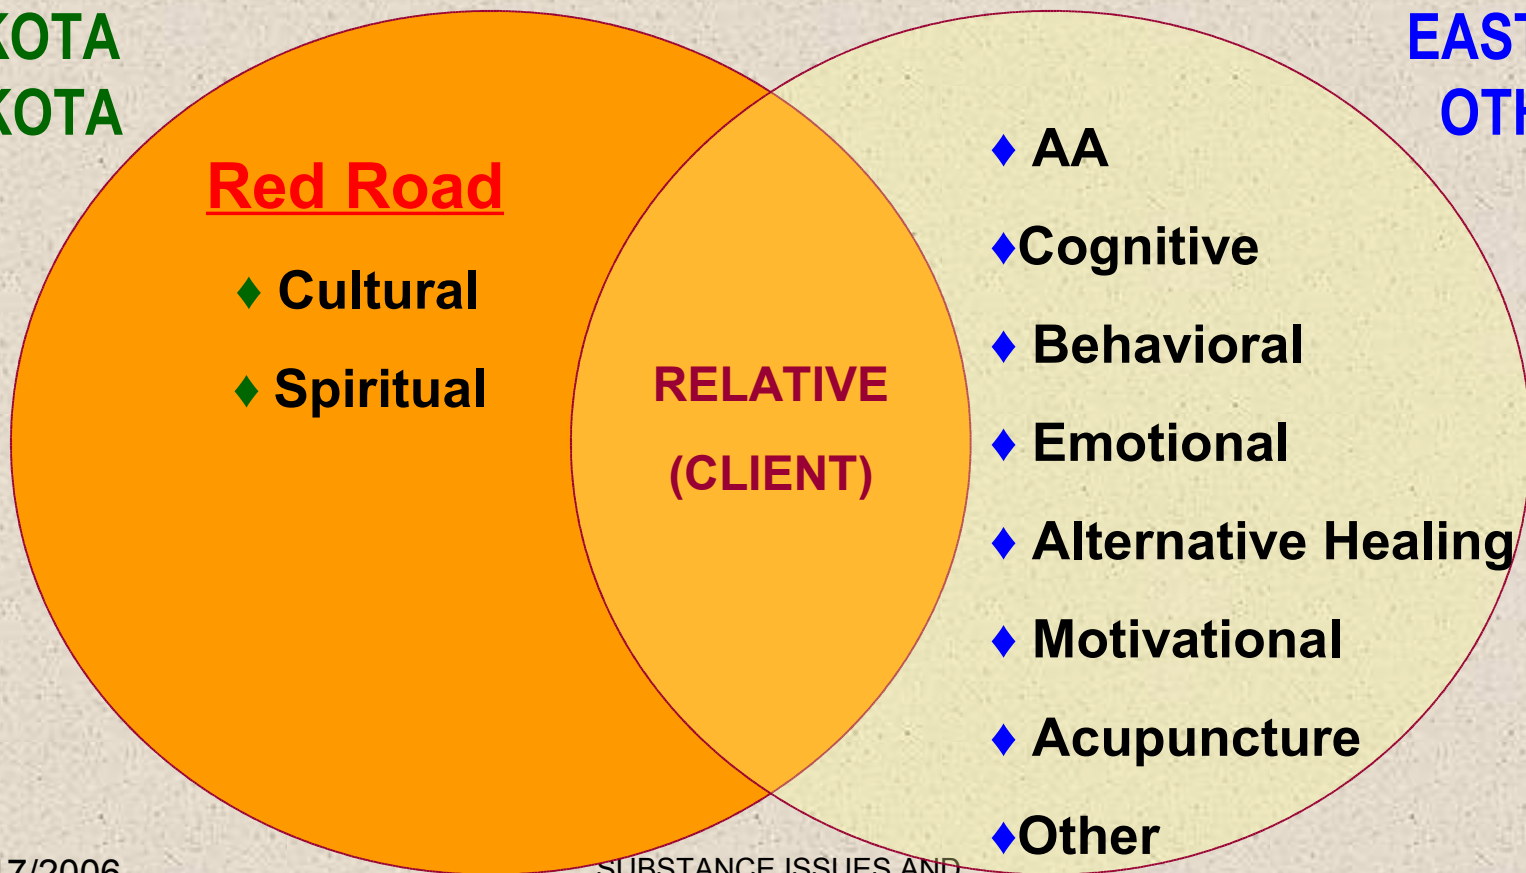 KOTA
KOTA
EAST
OTH
Red Road
♦ Cultural
♦ Spiritual
RELATIVE
(CLIENT)
♦ AA
♦Cognitive
♦ Behavioral
♦ Emotional
♦ Alternative Healing
♦ Motivational
♦ Acupuncture
♦Other
7/2006
SUBSTANCE ISSUES AND